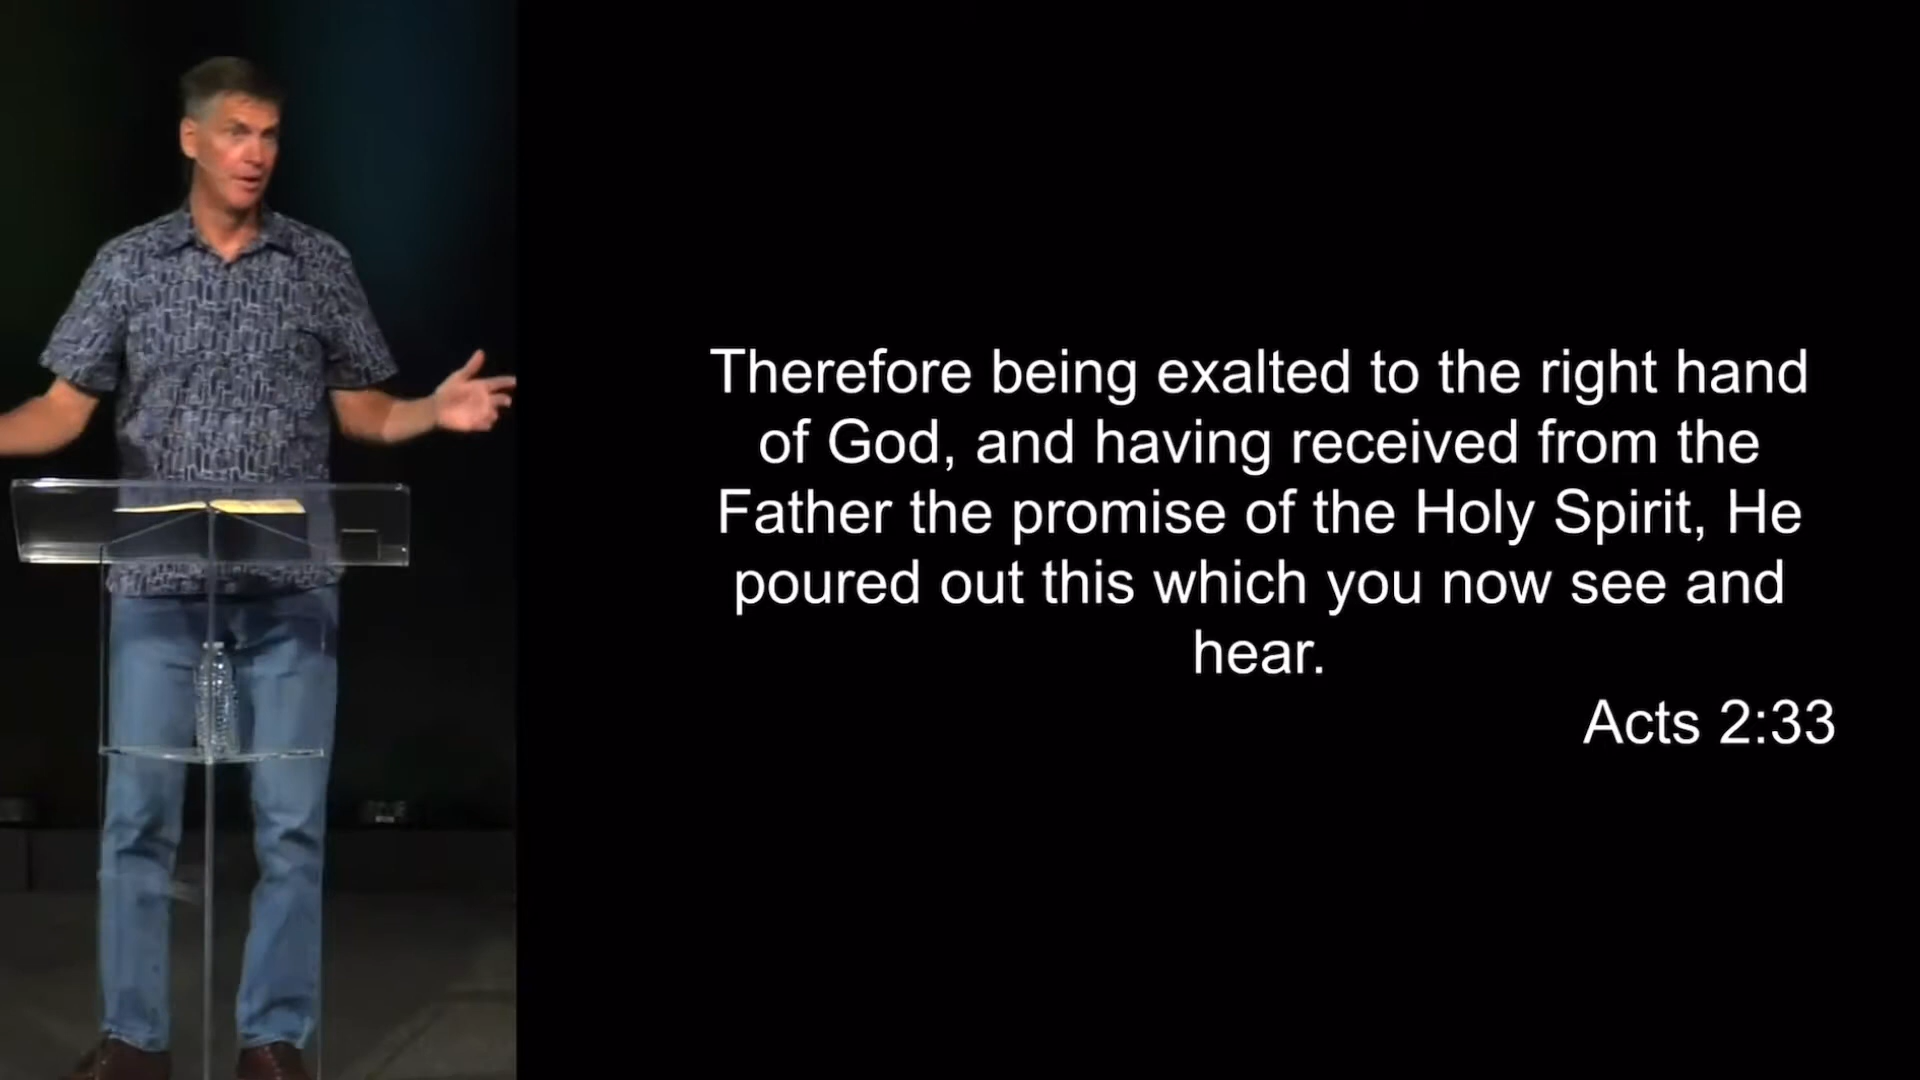 Therefore being exalted to the right hand
of God, and having received from the
Father the promise of the Holy Spirit, He
poured out this which you now see and
hear.
Acts 2:33